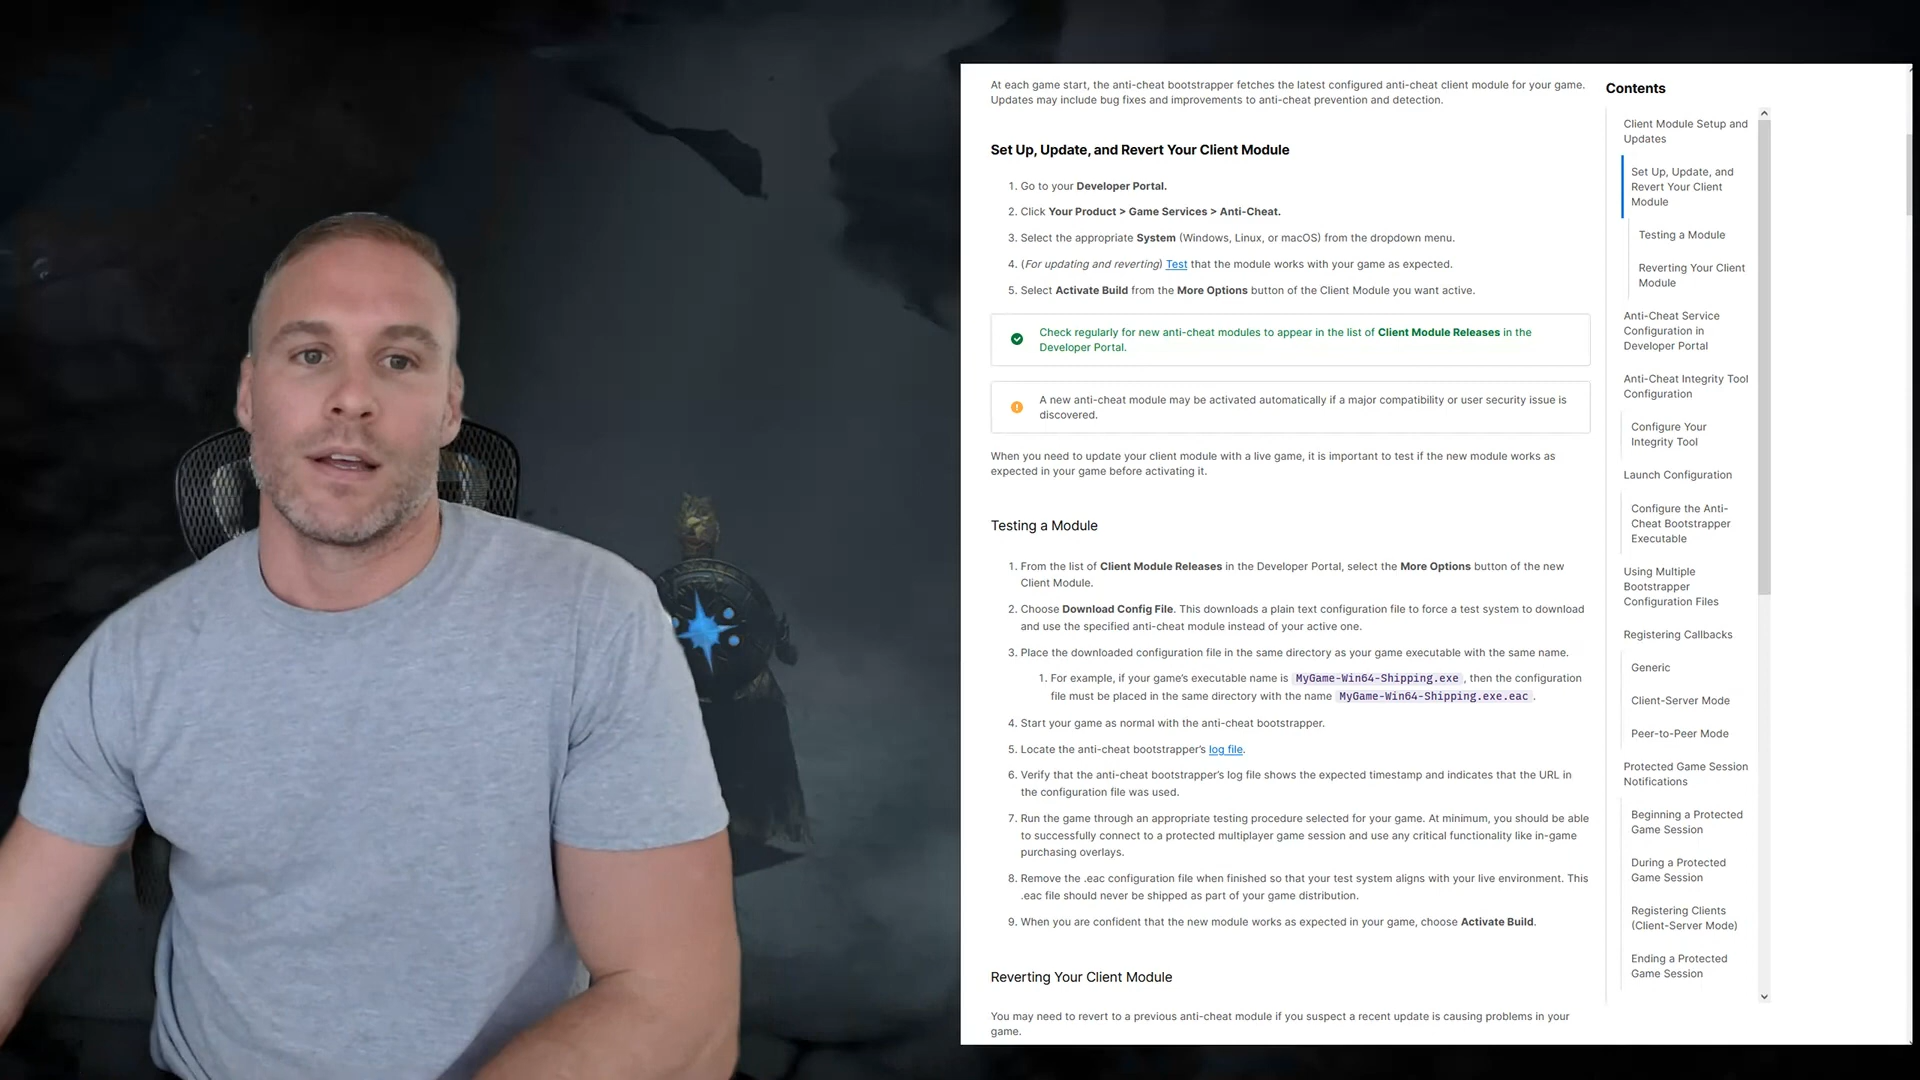 At each game start, the anti-cheat bootstrapper fetches the latest configured anti-cheat client module for your game.
Updates may include bug fixes and improvements to anti-cheat prevention and detection.
Set Up, Update, and Revert Your Client Module
1. Go to your Developer Portal.
2. Click Your Product > Game Services > Anti-Cheat.
3. Select the appropriate System (Windows, Linux, or macOS) from the dropdown menu.
4. (For updating and reverting) Test that the module works with your game as expected.
5. Select Activate Build from the More Options button of the Client Module you want active.
Check regularly for new anti-cheat modules to appear in the list of Client Module Releases in the
Developer Portal.
A new anti-cheat module may be activated automatically if a major compatibility or user security issue is
discovered.
When you need to update your client module with a live game, it is important to test if the new module works as
expected in your game before activating it.
Testing a Module
1. From the list of Client Module Releases in the Developer Portal, select the More Options button of the new
Client Module.
2. Choose Download Config File. This downloads a plain text configuration file to force a test system to download
and use the specified anti-cheat module instead of your active one.
3. Place the downloaded configuration file in the same directory as your game executable with the same name.
1. For example, if your game's executable name is MyGame-Win64-Shipping.exe , then the configuration
file must be placed in the same directory with the name MyGame-Win64-Shipping.exe.eac .
4. Start your game as normal with the anti-cheat bootstrapper.
5. Locate the anti-cheat bootstrapper's log file.
6. Verify that the anti-cheat bootstrapper's log file shows the expected timestamp and indicates that the URL in
the configuration file was used.
7. Run the game through an appropriate testing procedure selected for your game. At minimum, you should be able
to successfully connect to a protected multiplayer game session and use any critical functionality like in-game
purchasing overlays.
8. Remove the .eac configuration file when finished so that your test system aligns with your live environment. This
.eac file should never be shipped as part of your game distribution.
9. When you are confident that the new module works as expected in your game, choose Activate Build.
Reverting Your Client Module
You may need to revert to a previous anti-cheat module if you suspect a recent update is causing problems in your
game.
Contents
Client Module Setup and
Updates
Set Up, Update, and
Revert Your Client
Module
Testing a Module
Reverting Your Client
Module
Anti-Cheat Service
Configuration in
Developer Portal
Anti-Cheat Integrity Tool
Configuration
Configure Your
Integrity Tool
Launch Configuration
Configure the Anti-
Cheat Bootstrapper
Executable
Using Multiple
Bootstrapper
Configuration Files
Registering Callbacks
Generic
Client-Server Mode
Peer-to-Peer Mode
Protected Game Session
Notifications
Beginning a Protected
Game Session
During a Protected
Game Session
Registering Clients
(Client-Server Mode)
Ending a Protected
Game Session